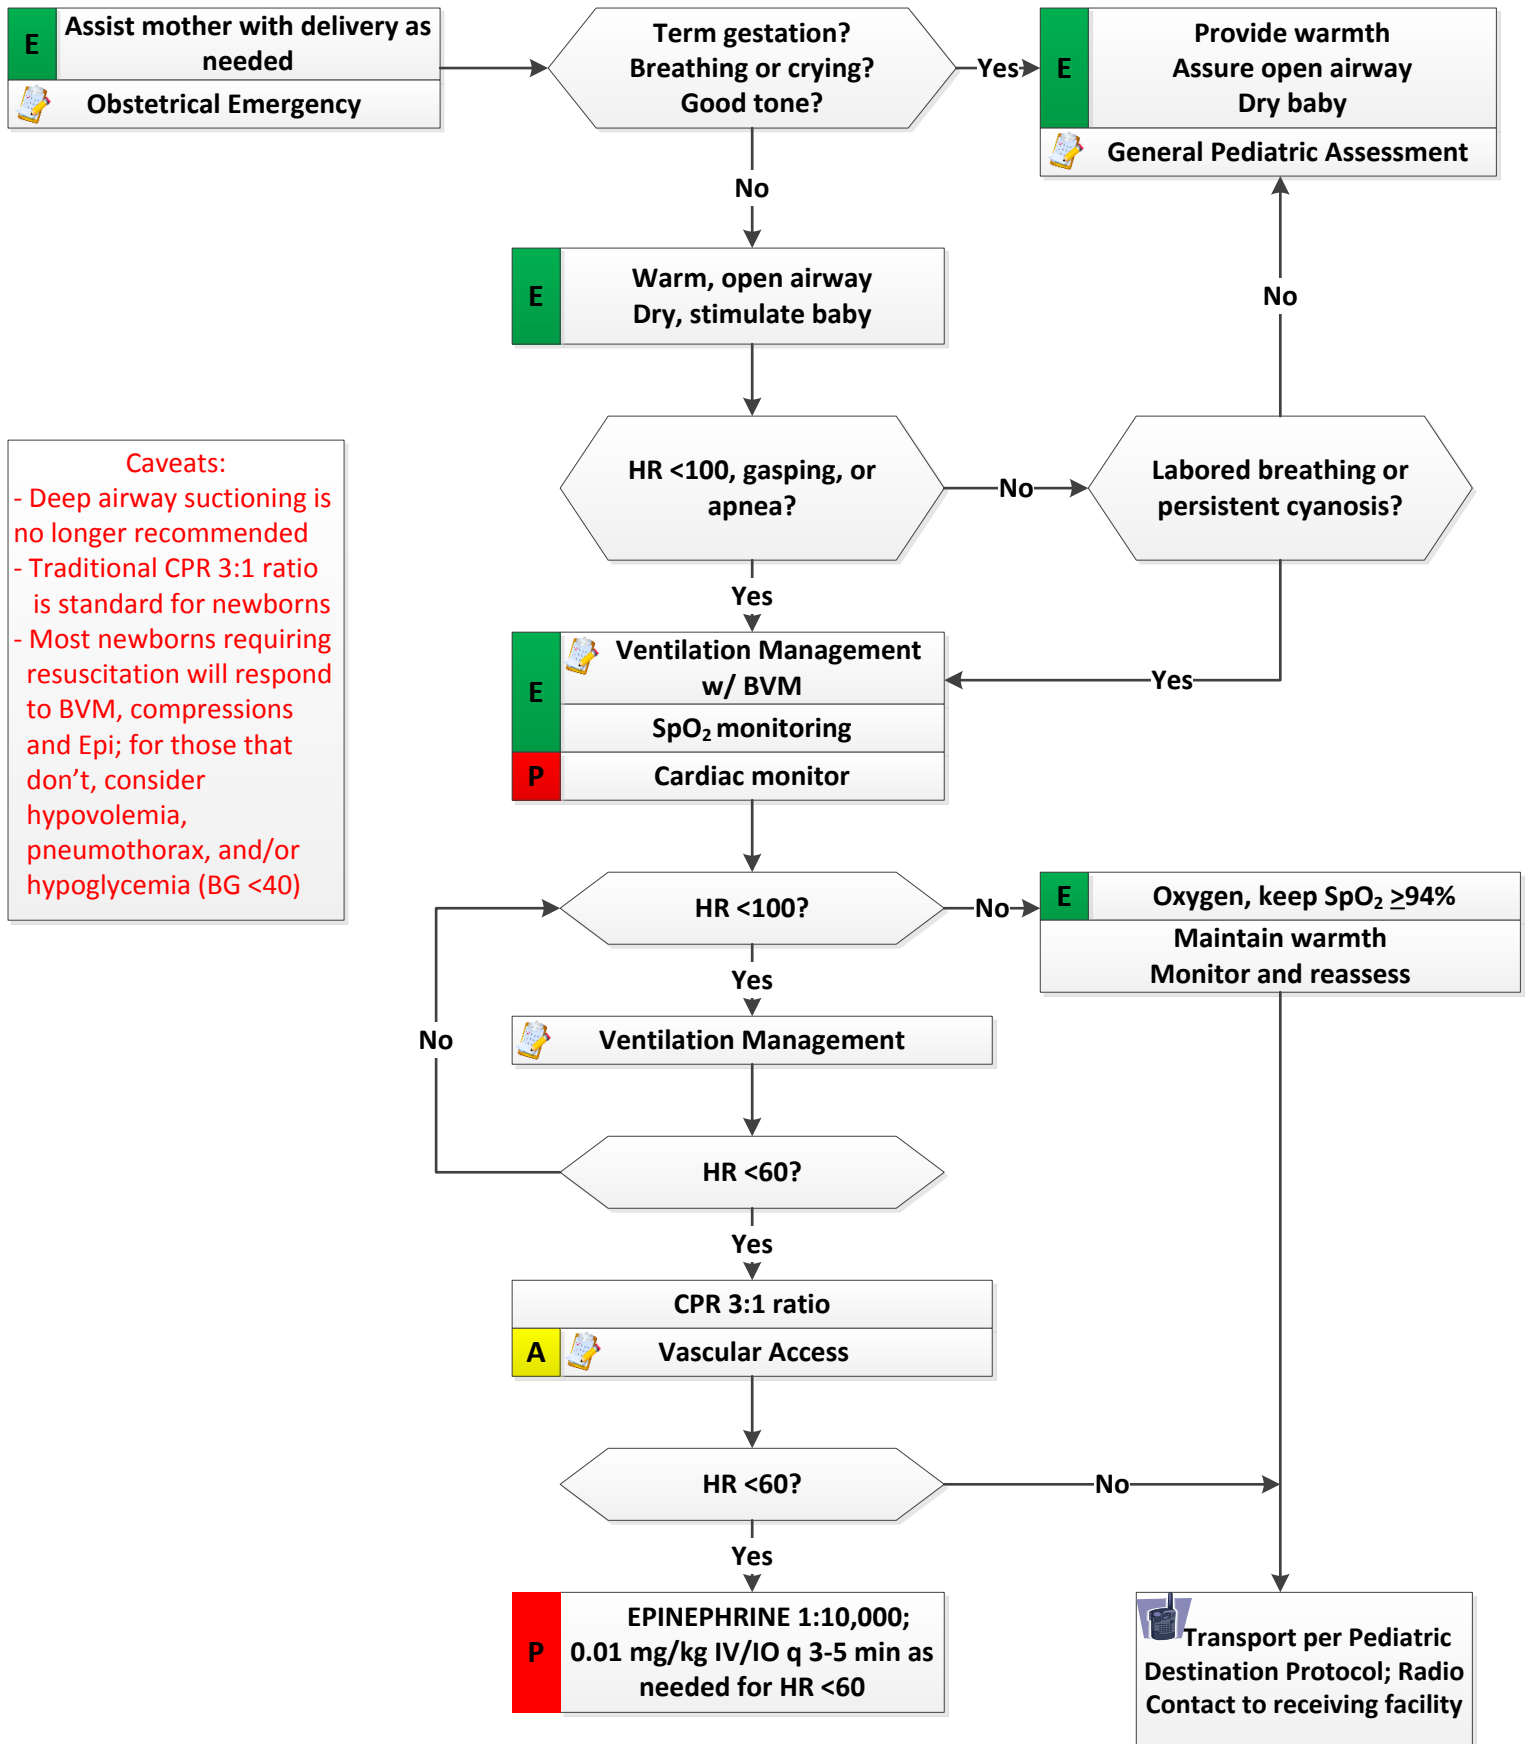 E
Assist mother with delivery as
needed
Obstetrical Emergency
Term gestation?
Breathing or crying?
Good tone?
Yes
E
Provide warmth
Assure open airway
Dry baby
General Pediatric Assessment
No
E
Warm, open airway
Dry, stimulate baby
No
HR <100, gasping, or
apnea?
No
Labored breathing or
persistent cyanosis?
Caveats:
- Deep airway suctioning is
no longer recommended
- Traditional CPR 3:1 ratio
is standard for newborns
- Most newborns requiring
resuscitation will respond
to BVM, compressions
and Epi; for those that
don’t, consider
hypovolemia,
pneumothorax, and/or
hypoglycemia (BG <40)
Yes
E
Ventilation Management
w/ BVM
SpO₂ monitoring
P
Cardiac monitor
Yes
HR <100?
No
E
Oxygen, keep SpO₂ ≥94%
Maintain warmth
Monitor and reassess
Yes
No
Ventilation Management
HR <60?
Yes
CPR 3:1 ratio
A
Vascular Access
HR <60?
No
Yes
P
EPINEPHRINE 1:10,000;
0.01 mg/kg IV/IO q 3-5 min as
needed for HR <60
Transport per Pediatric
Destination Protocol; Radio
Contact to receiving facility